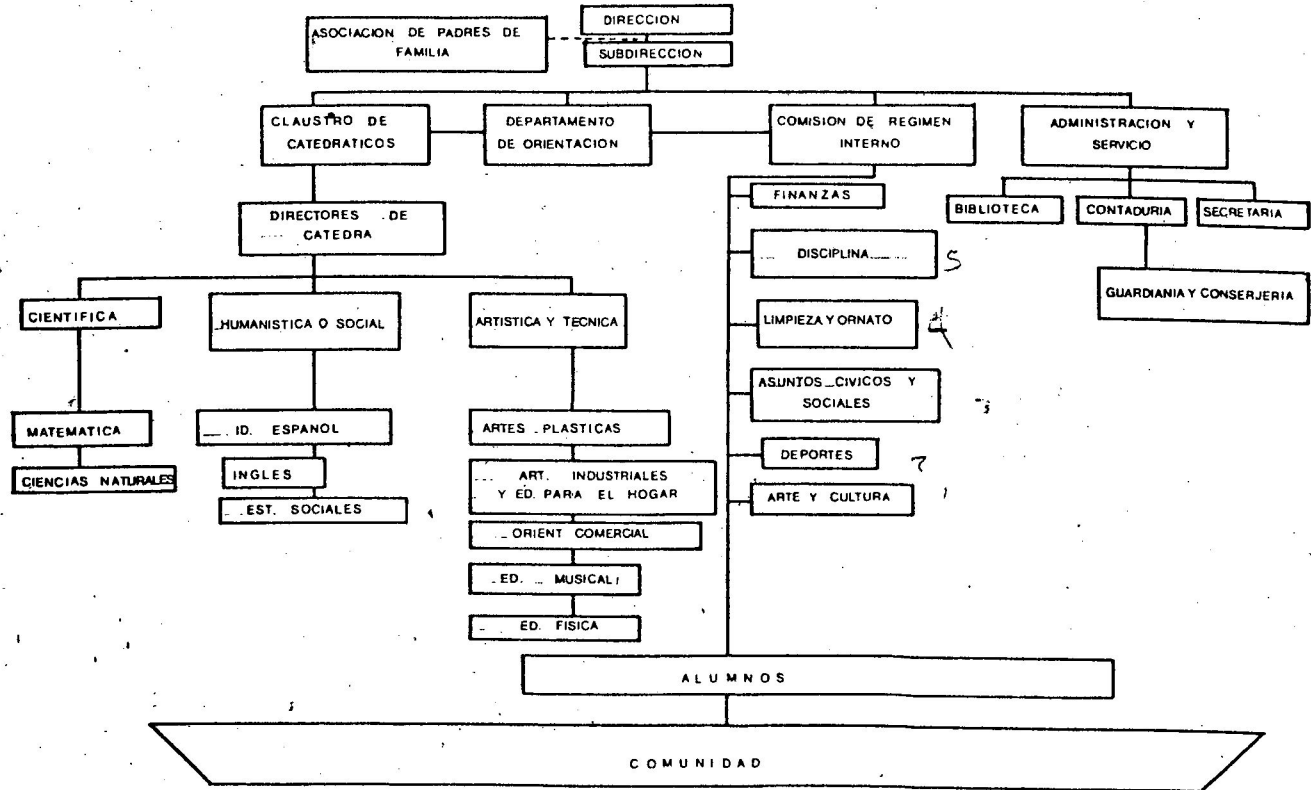 DIRECCION
ASOCIACION DE PADRES DE
FAMILIA
SUBDIRECCION
CLAUSTRO DE
CATEDRATICOS
DEPARTAMENTO
DE ORIENTACION
COMISION DE REGIMEN
INTERNO
ADMINISTRACION Y
SERVICIO
FINANZAS
BIBLIOTECA
CONTADURIA
SECRETARIA
DIRECTORES DE
CATEDRA
DISCIPLINA 5
GUARDIANIA Y CONSERJERIA
CIENTIFICA
HUMANISTICA O SOCIAL
ARTISTICA Y TECNICA
LIMPIEZA Y ORNATO 4
ASUNTOS CIVICOS Y
SOCIALES
MATEMATICA
ID. ESPAÑOL
ARTES PLASTICAS
DEPORTES
CIENCIAS NATURALES
INGLES
ART. INDUSTRIALES
Y ED. PARA EL HOGAR
ARTE Y CULTURA
EST. SOCIALES
ORIENT COMERCIAL
ED. MUSICAL
ED. FISICA
ALUMNOS
COMUNIDAD